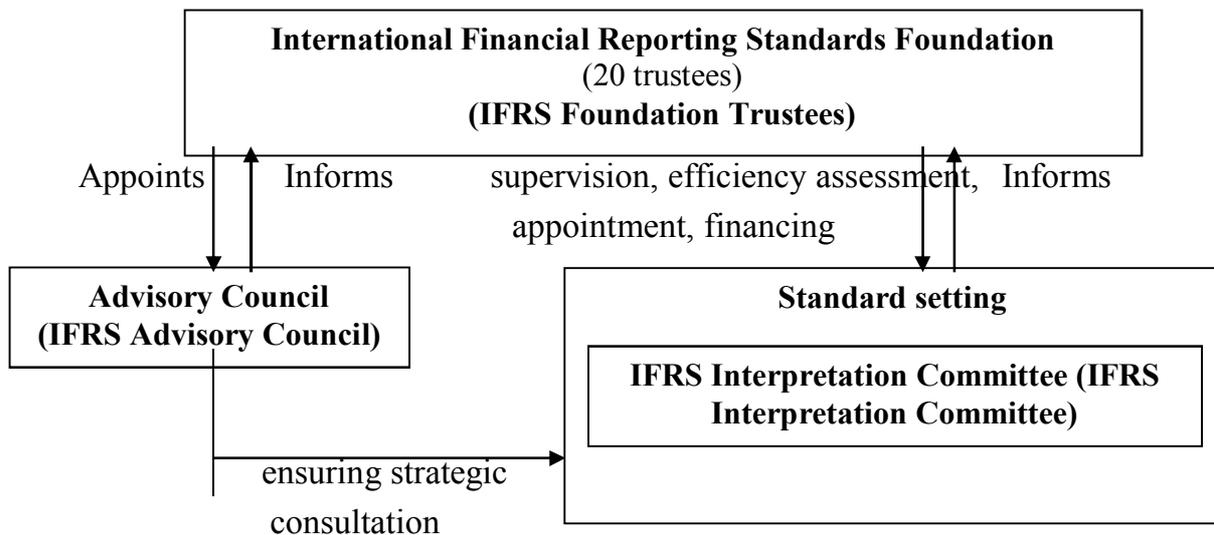 International Financial Reporting Standards Foundation
(20 trustees)
(IFRS Foundation Trustees)
Appoints
Informs
supervision, efficiency assessment,
appointment, financing
Informs
Advisory Council
(IFRS Advisory Council)
Standard setting
IFRS Interpretation Committee (IFRS
Interpretation Committee)
ensuring strategic
consultation